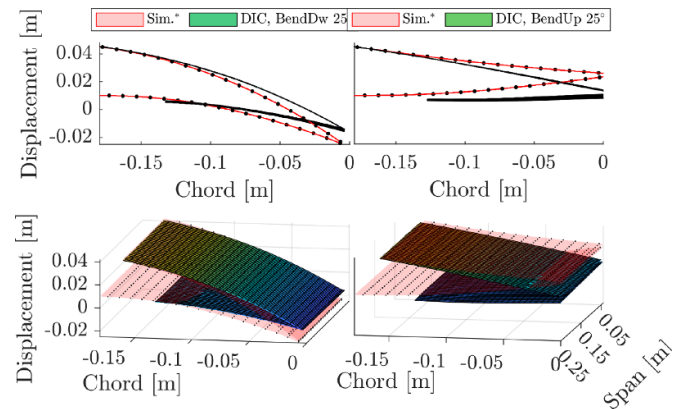 Sim.* DIC, BendDw 25 Sim.* DIC, BendUp 25°
Displacement [m]
0.04
0.02
0
-0.02
-0.15 -0.1 -0.05 0 -0.15 -0.1 -0.05 0
Chord [m] Chord [m]
Displacement [m]
0.04
0.02
0
-0.02
-0.15 -0.1 -0.05 0 -0.15 -0.1 -0.05 0
Chord [m] Chord [m]
0.05
0.15
0.25
Span [m]